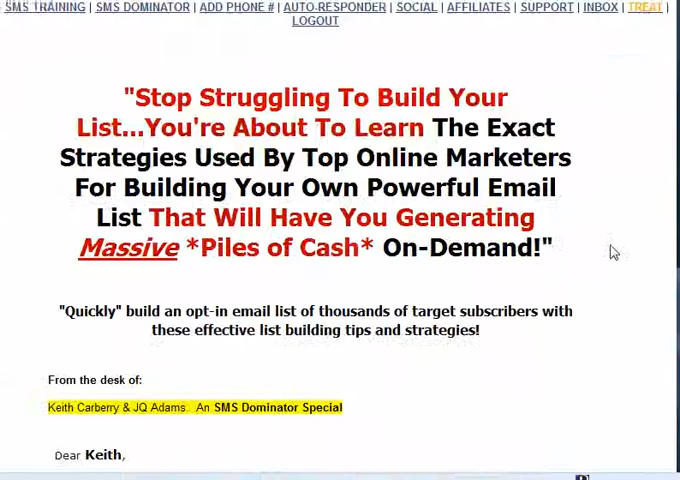 SMS TRAINING | SMS DOMINATOR | ADD PHONE # | AUTO-RESPONDER | SOCIAL | AFFILIATES | SUPPORT | INBOX | TREAT |
LOGOUT
"Stop Struggling To Build Your
List...You're About To Learn The Exact
Strategies Used By Top Online Marketers
For Building Your Own Powerful Email
List That Will Have You Generating
Massive *Piles of Cash* On-Demand!"
"Quickly" build an opt-in email list of thousands of target subscribers with
these effective list building tips and strategies!
From the desk of:
Keith Carberry & JQ Adams. An SMS Dominator Special
Dear Keith,